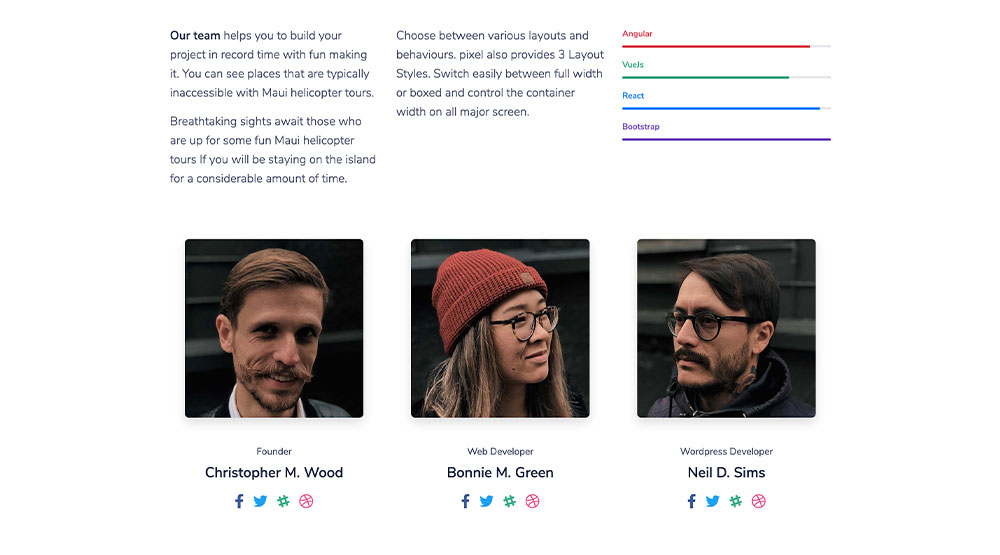 Our team helps you to build your
project in record time with fun making
it. You can see places that are typically
inaccessible with Maui helicopter tours.
Breathtaking sights await those who
are up for some fun Maui helicopter
tours If you will be staying on the island
for a considerable amount of time.
Choose between various layouts and
behaviours. pixel also provides 3 Layout
Styles. Switch easily between full width
or boxed and control the container
width on all major screen.
Angular
VueJs
React
Bootstrap
Founder
Christopher M. Wood
Web Developer
Bonnie M. Green
Wordpress Developer
Neil D. Sims